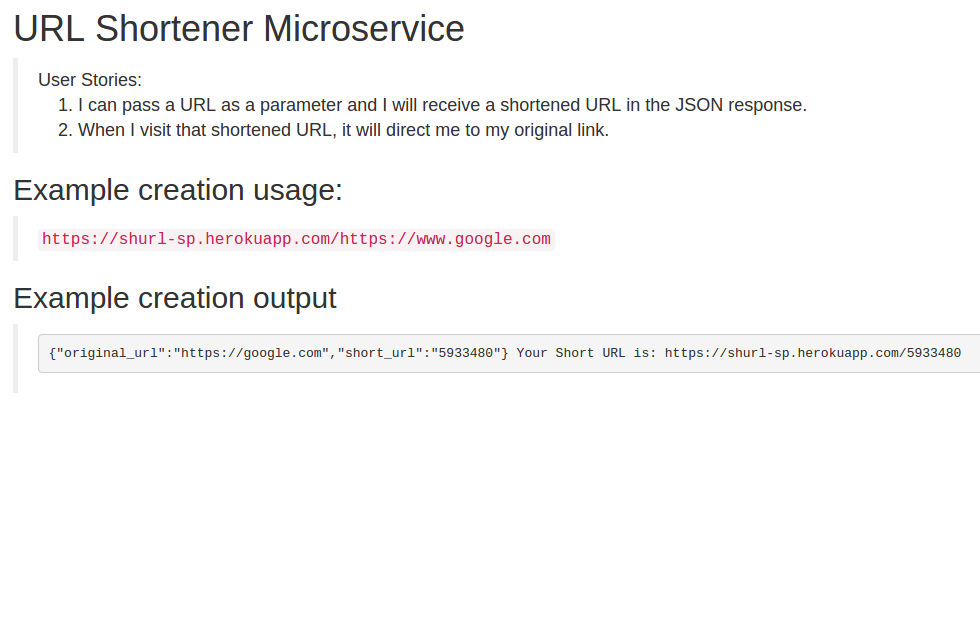 URL Shortener Microservice
User Stories:
1. I can pass a URL as a parameter and I will receive a shortened URL in the JSON response.
2. When I visit that shortened URL, it will direct me to my original link.
Example creation usage:
https://shurl-sp.herokuapp.com/https://www.google.com
Example creation output
{"original_url":"https://google.com","short_url":"5933480"} Your Short URL is: https://shurl-sp.herokuapp.com/5933480